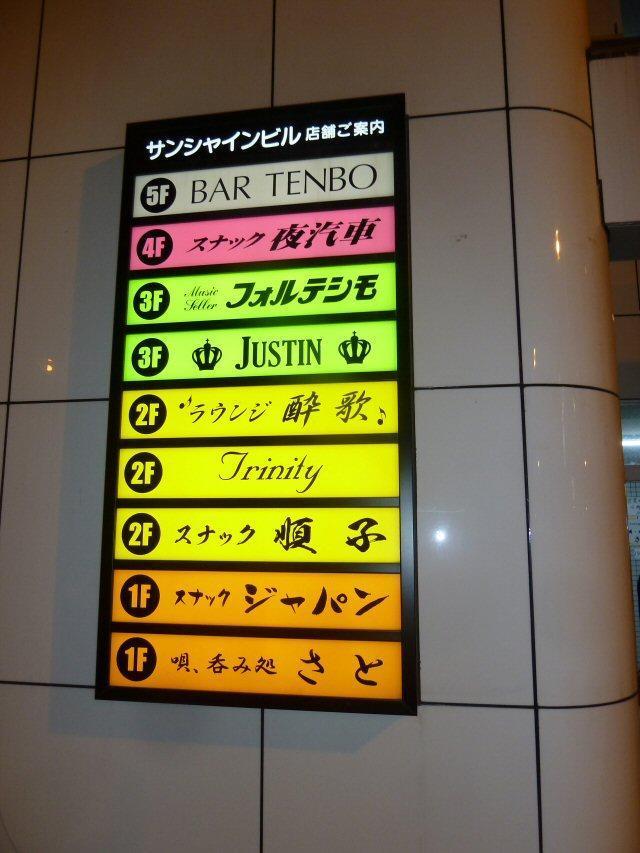 サンシャインビル 店舗ご案内
5F BAR TENBO
4F スナック 夜汽車
3F Music Seller フォルテシモ
3F JUSTIN
2F ラウンジ 酔歌
2F Trinity
2F スナック 順子
1F スナック ジャパン
1F 唄、呑み処 さと